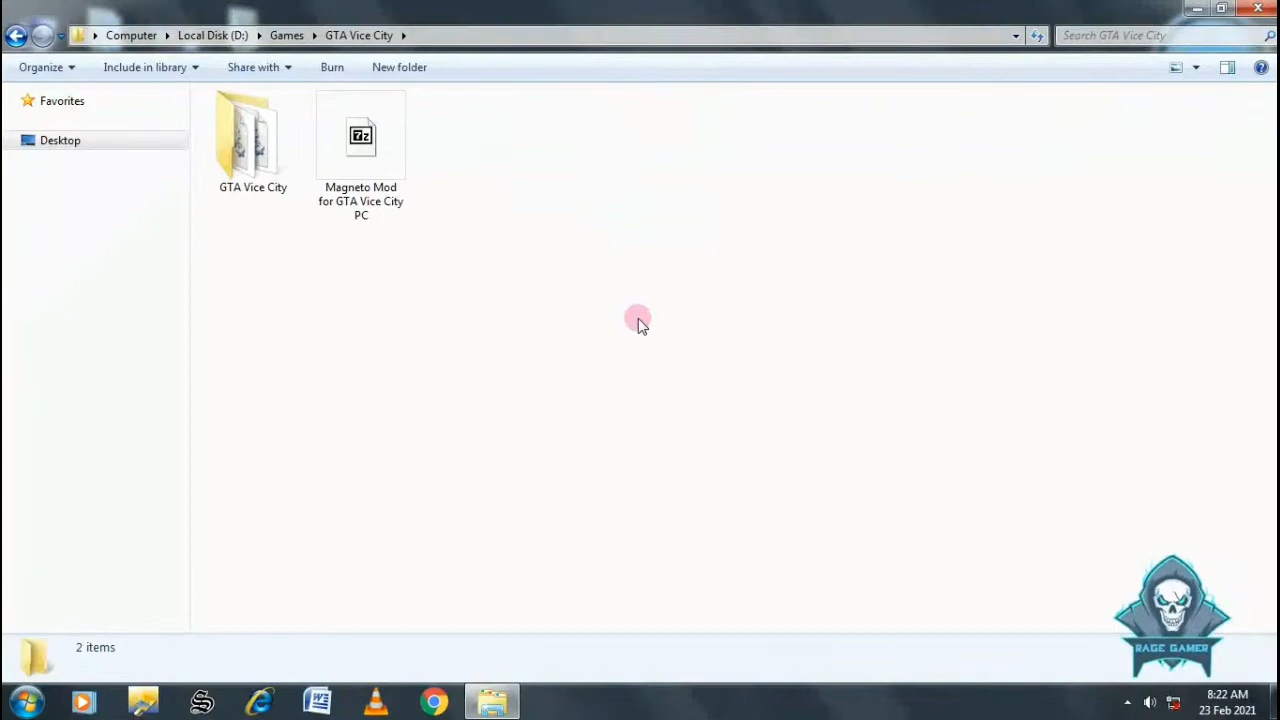 Computer Local Disk (D:) Games GTA Vice City
Search GTA Vice City
Organize Include in library Share with Burn New folder
Favorites
Desktop
GTA Vice City
Magneto Mod
for GTA Vice City
PC
7z
2 items
RAGE GAMER
8:22 AM
23 Feb 2021